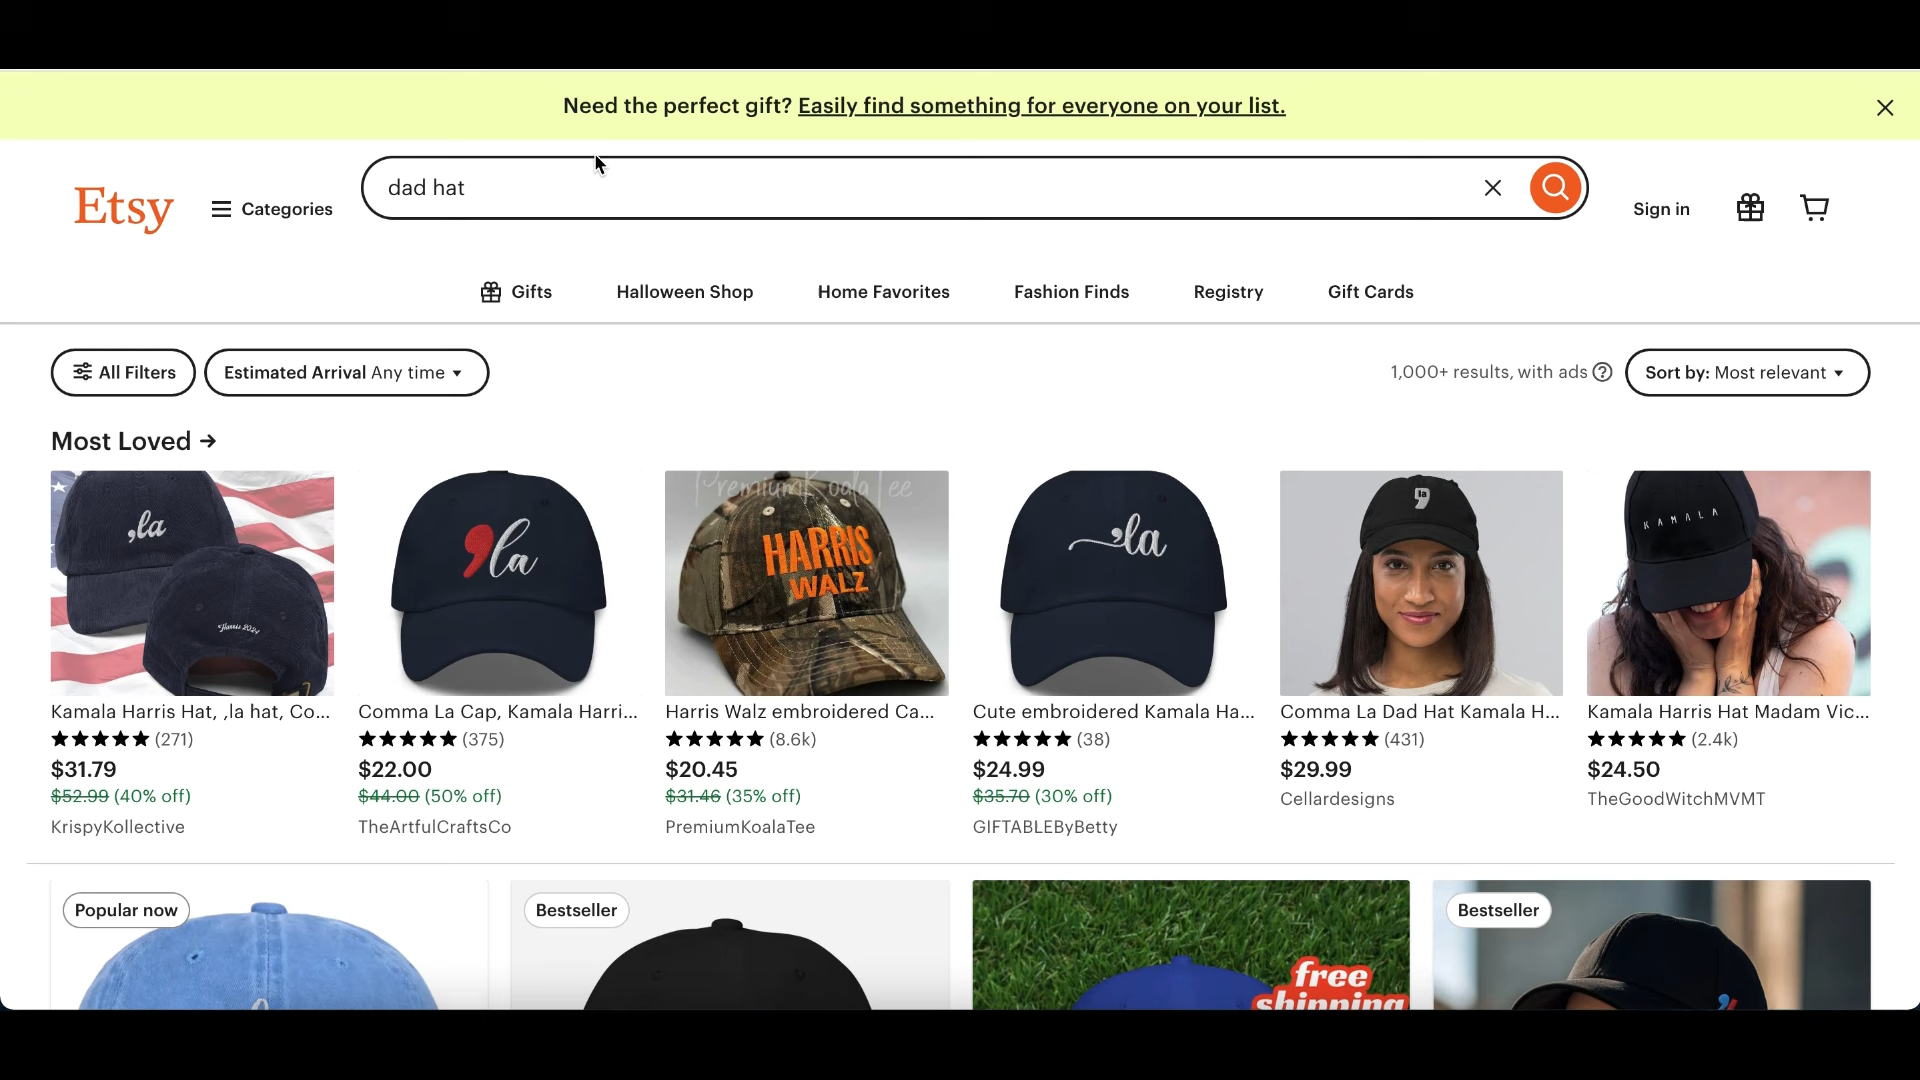 Need the perfect gift? Easily find something for everyone on your list.
Etsy
Categories
dad hat
Sign in
Gifts
Halloween Shop
Home Favorites
Fashion Finds
Registry
Gift Cards
All Filters
Estimated Arrival Any time
1,000+ results, with ads
Sort by: Most relevant
Most Loved
,la
Harris 2024
,la
PremiumKoalaTee
HARRIS
WALZ
,la
la
KAMALA
Kamala Harris Hat, ,la hat, Co...
★★★★★ (271)
$31.79
$52.99 (40% off)
KrispyKollective
Comma La Cap, Kamala Harri...
★★★★★ (375)
$22.00
$44.00 (50% off)
TheArtfulCraftsCo
Harris Walz embroidered Ca...
★★★★★ (8.6k)
$20.45
$31.46 (35% off)
PremiumKoalaTee
Cute embroidered Kamala Ha...
★★★★★ (38)
$24.99
$35.70 (30% off)
GIFTABLEByBetty
Comma La Dad Hat Kamala H...
★★★★★ (431)
$29.99
Cellardesigns
Kamala Harris Hat Madam Vic...
★★★★★ (2.4k)
$24.50
TheGoodWitchMVMT
Popular now
Bestseller
free
shipping
Bestseller